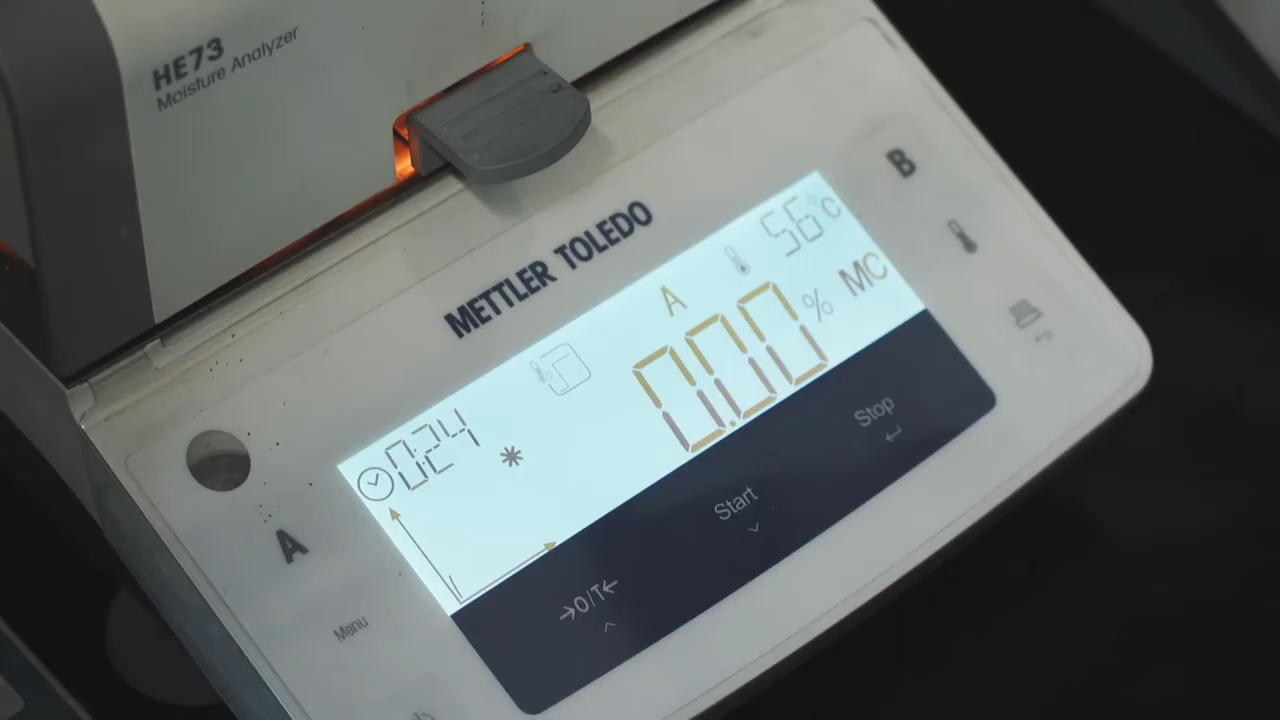 HE73
Moisture Analyzer
METTLER TOLEDO
B
56°C
A
0.00 % MC
0:24
*
A
Menu
→0/T←
Start
Stop